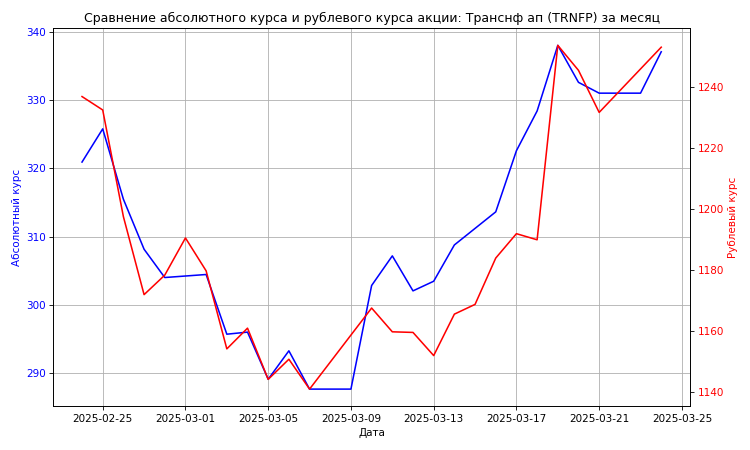 Сравнение абсолютного курса и рублевого курса акции: Транснф ап (TRNFP) за месяц
340
330
320
310
300
290
Абсолютный курс
1240
1220
1200
1180
1160
1140
Рублевый курс
2025-02-25 2025-03-01 2025-03-05 2025-03-09 2025-03-13 2025-03-17 2025-03-21 2025-03-25
Дата